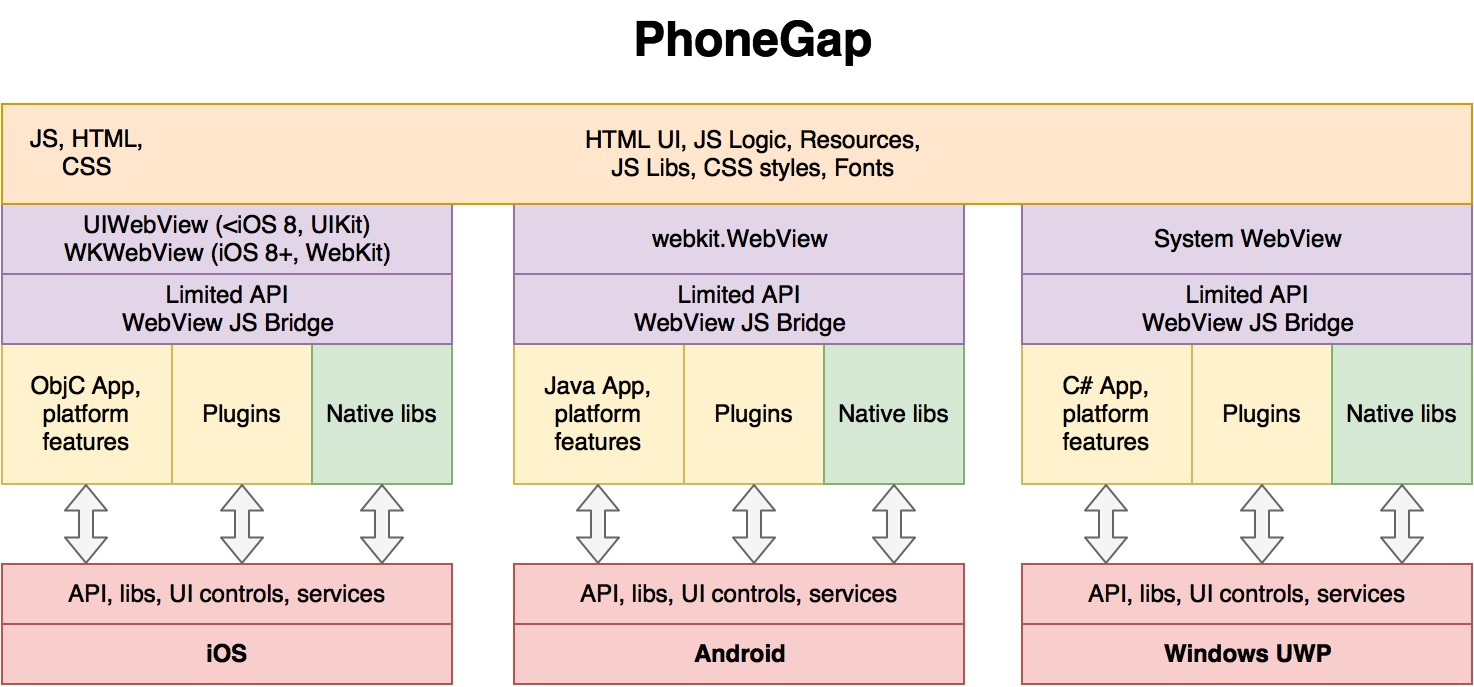 PhoneGap
JS, HTML,
CSS
HTML UI, JS Logic, Resources,
JS Libs, CSS styles, Fonts
UIWebView (<iOS 8, UIKit)
WKWebView (iOS 8+, WebKit)
webkit.WebView
System WebView
Limited API
WebView JS Bridge
Limited API
WebView JS Bridge
Limited API
WebView JS Bridge
ObjC App,
platform
features
Plugins
Native libs
Java App,
platform
features
Plugins
Native libs
C# App,
platform
features
Plugins
Native libs
API, libs, UI controls, services
API, libs, UI controls, services
API, libs, UI controls, services
iOS
Android
Windows UWP